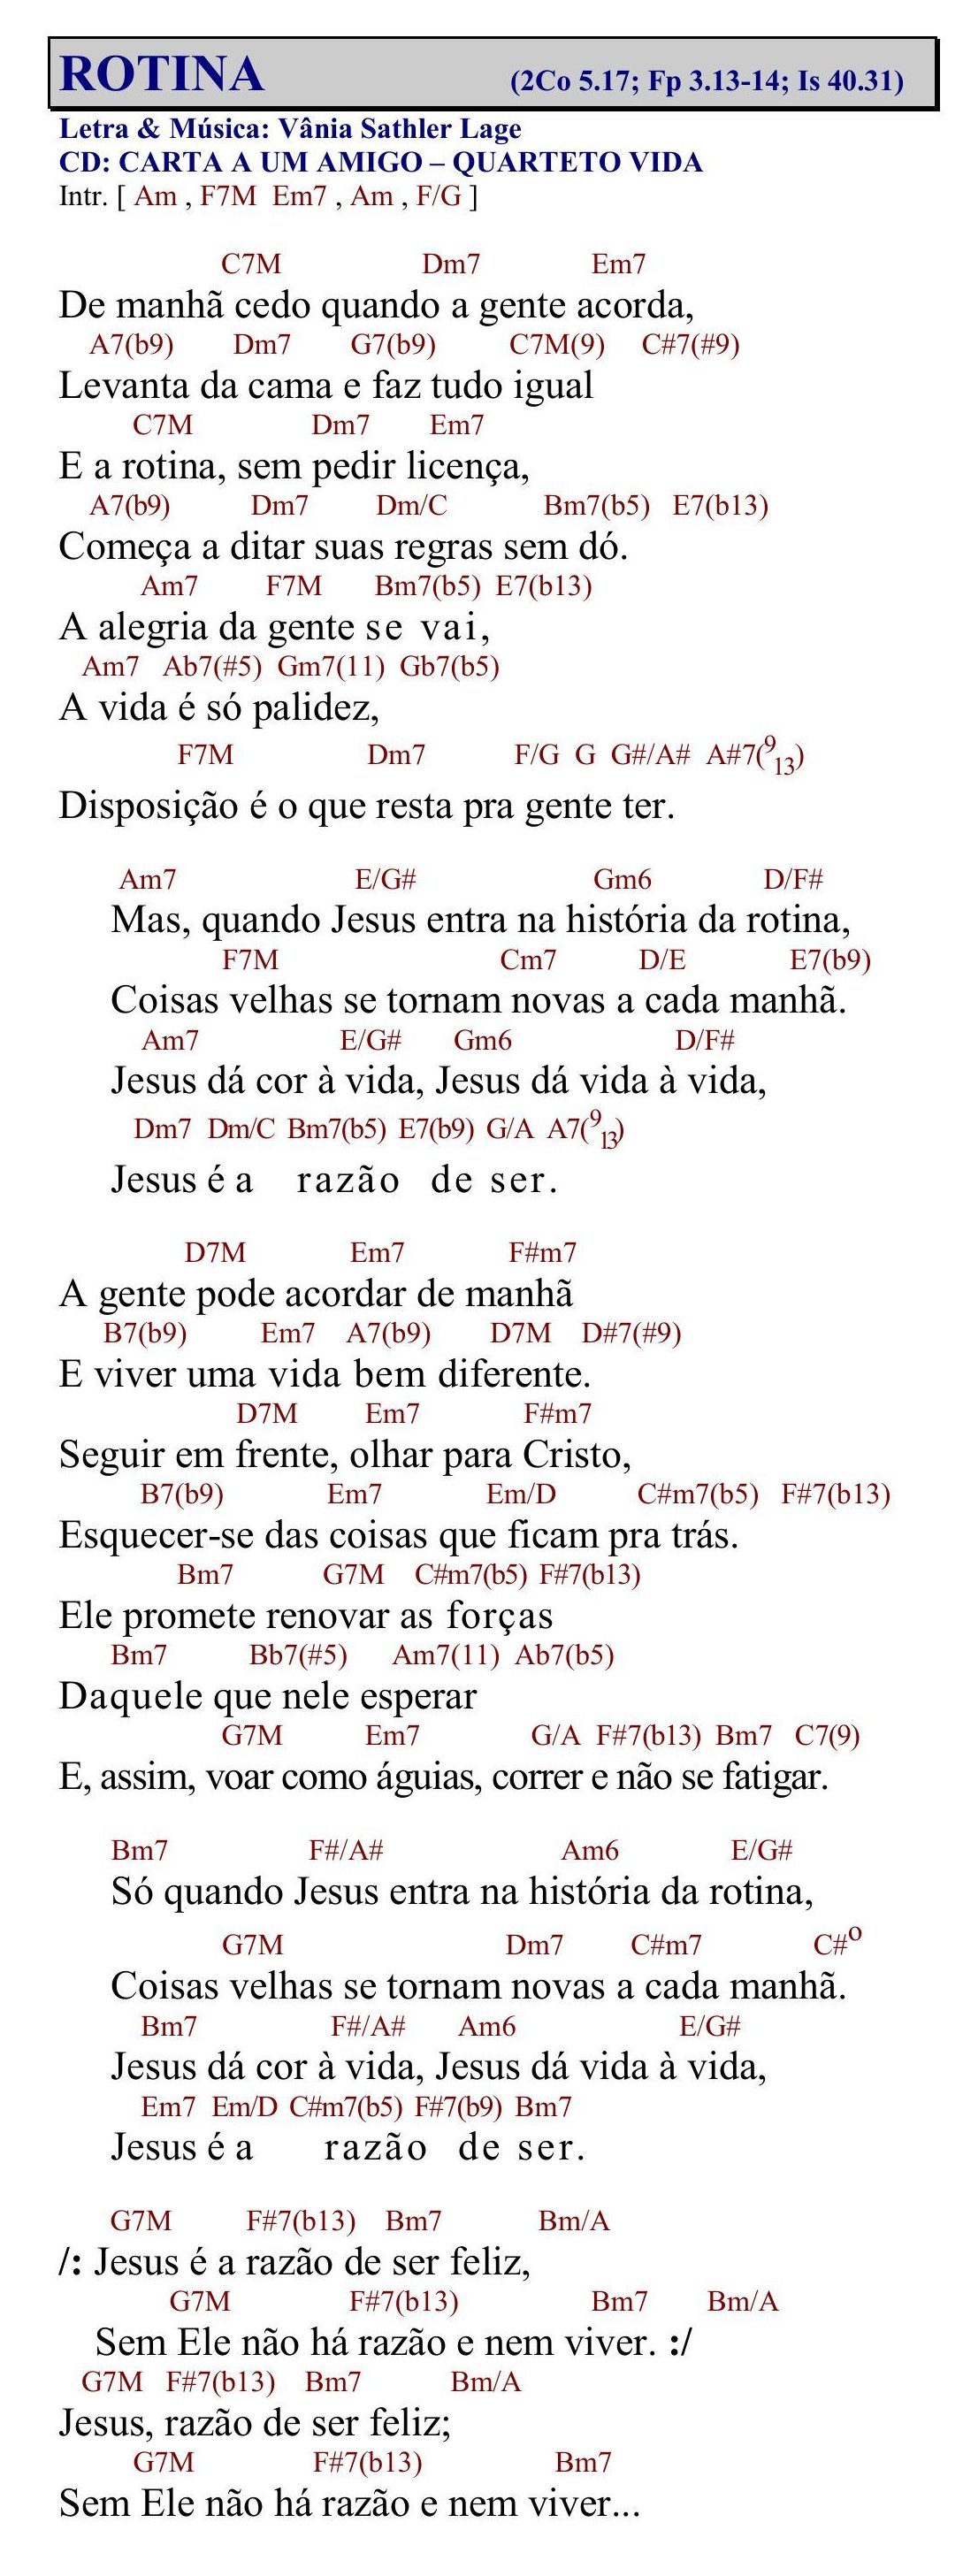 ROTINA (2Co 5.17; Fp 3.13-14; Is 40.31)
Letra & Música: Vânia Sathler Lage
CD: CARTA A UM AMIGO – QUARTETO VIDA
Intr. [ Am , F7M Em7 , Am , F/G ]
C7M Dm7 Em7
De manhã cedo quando a gente acorda,
A7(b9) Dm7 G7(b9) C7M(9) C#7(#9)
Levanta da cama e faz tudo igual
C7M Dm7 Em7
E a rotina, sem pedir licença,
A7(b9) Dm7 Dm/C Bm7(b5) E7(b13)
Começa a ditar suas regras sem dó.
Am7 F7M Bm7(b5) E7(b13)
A alegria da gente se vai,
Am7 Ab7(#5) Gm7(11) Gb7(b5)
A vida é só palidez,
F7M Dm7 F/G G G#/A# A#7(9 13)
Disposição é o que resta pra gente ter.
Am7 E/G# Gm6 D/F#
Mas, quando Jesus entra na história da rotina,
F7M Cm7 D/E E7(b9)
Coisas velhas se tornam novas a cada manhã.
Am7 E/G# Gm6 D/F#
Jesus dá cor à vida, Jesus dá vida à vida,
Dm7 Dm/C Bm7(b5) E7(b9) G/A A7(9 13)
Jesus é a razão de ser.
D7M Em7 F#m7
A gente pode acordar de manhã
B7(b9) Em7 A7(b9) D7M D#7(#9)
E viver uma vida bem diferente.
D7M Em7 F#m7
Seguir em frente, olhar para Cristo,
B7(b9) Em7 Em/D C#m7(b5) F#7(b13)
Esquecer-se das coisas que ficam pra trás.
Bm7 G7M C#m7(b5) F#7(b13)
Ele promete renovar as forças
Bm7 Bb7(#5) Am7(11) Ab7(b5)
Daquele que nele esperar
G7M Em7 G/A F#7(b13) Bm7 C7(9)
E, assim, voar como águias, correr e não se fatigar.
Bm7 F#/A# Am6 E/G#
Só quando Jesus entra na história da rotina,
G7M Dm7 C#m7 C#º
Coisas velhas se tornam novas a cada manhã.
Bm7 F#/A# Am6 E/G#
Jesus dá cor à vida, Jesus dá vida à vida,
Em7 Em/D C#m7(b5) F#7(b9) Bm7
Jesus é a razão de ser.
G7M F#7(b13) Bm7 Bm/A
/: Jesus é a razão de ser feliz,
G7M F#7(b13) Bm7 Bm/A
Sem Ele não há razão e nem viver. :/
G7M F#7(b13) Bm7 Bm/A
Jesus, razão de ser feliz;
G7M F#7(b13) Bm7
Sem Ele não há razão e nem viver...